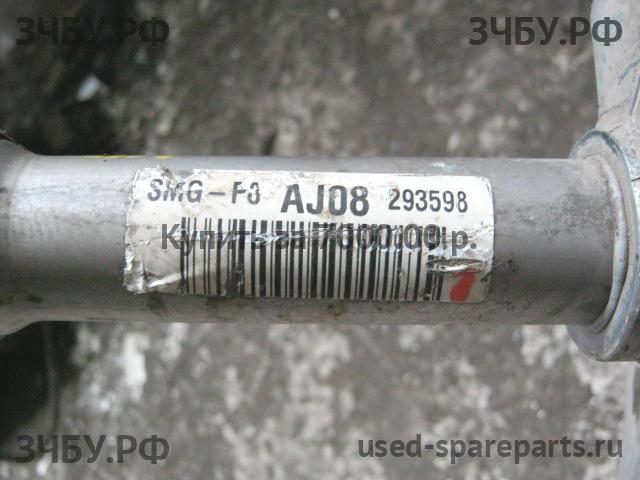 ЗЧБУ.РФ ЗЧБУ.РФ
SMG-F3 AJ08 293598
Купить за 7000.00 р.
ЗЧБУ.РФ used-spareparts.ru